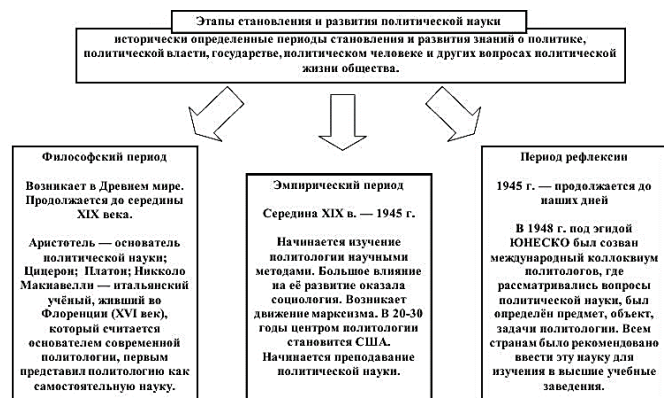 Этапы становления и развития политической науки
исторически определенные периоды становления и развития знаний о политике,
политической власти, государстве, политическом человеке и других вопросах политической
жизни общества.
Философский период
Возникает в Древнем мире.
Продолжается до середины
XIX века.
Аристотель — основатель
политической науки;
Цицерон; Платон; Никколо
Макиавелли — итальянский
учёный, живший во
Флоренции (XVI век),
который считается
основателем современной
политологии, первым
представил политологию как
самостоятельную науку.
Эмпирический период
Середина XIX в. — 1945 г.
Начинается изучение
политологии научными
методами. Большое влияние
на её развитие оказала
социология. Возникает
движение марксизма. В 20-30
годы центром политологии
становится США.
Начинается преподавание
политической науки.
Период рефлексии
1945 г. — продолжается до
наших дней
В 1948 г. под эгидой
ЮНЕСКО был созван
международный коллоквиум
политологов, где
рассматривались вопросы
политической науки, был
определён предмет, объект,
задачи политологии. Всем
странам было рекомендовано
ввести эту науку для
изучения в высшие учебные
заведения.